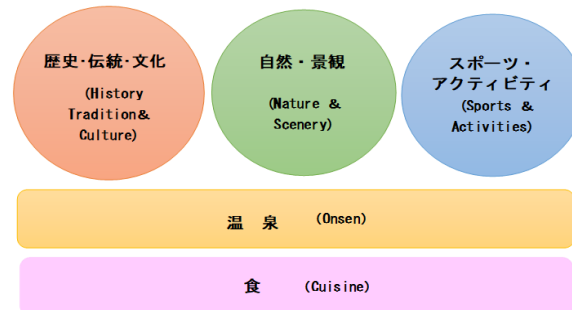 歴史・伝統・文化
(History
Tradition&
Culture)
自然・景観
(Nature &
Scenery)
スポーツ・
アクティビティ
(Sports &
Activities)
温 泉 (Onsen)
食 (Cuisine)